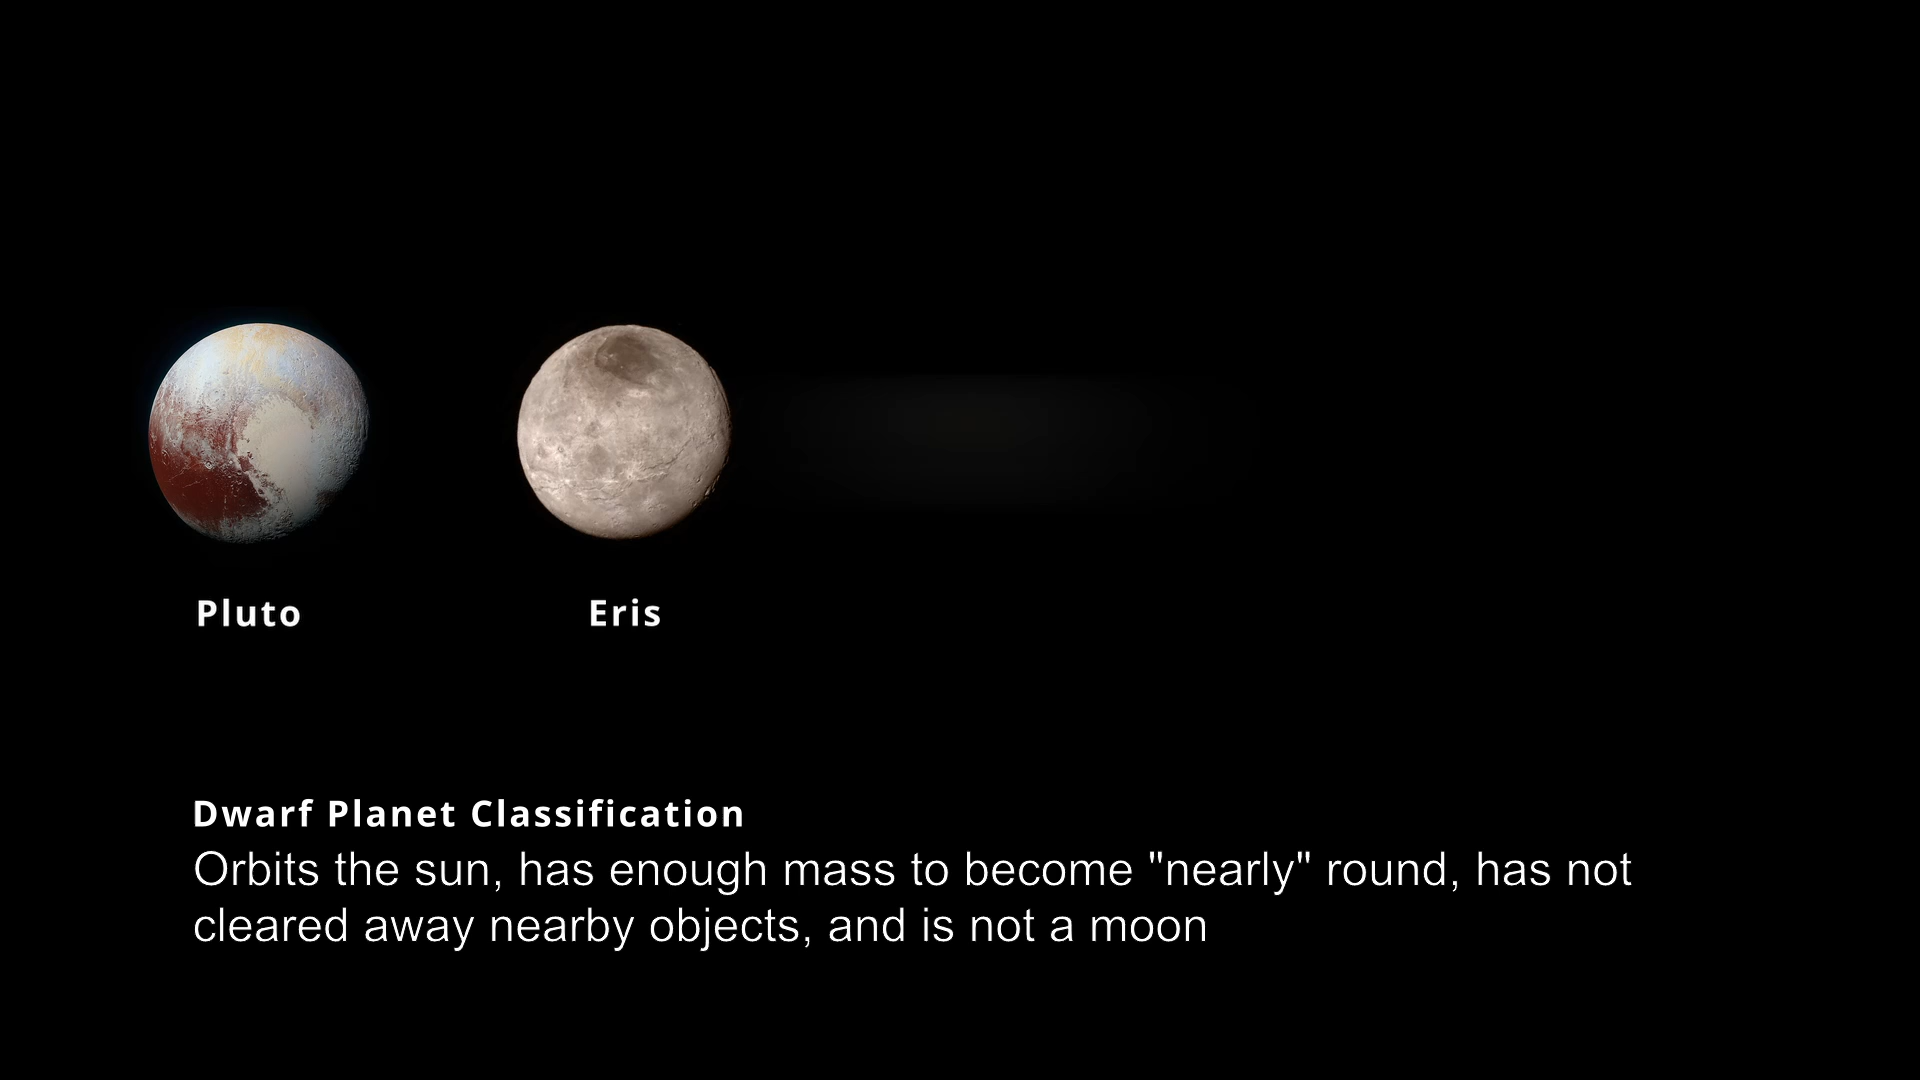 Pluto
Eris
Dwarf Planet Classification
Orbits the sun, has enough mass to become "nearly" round, has not
cleared away nearby objects, and is not a moon